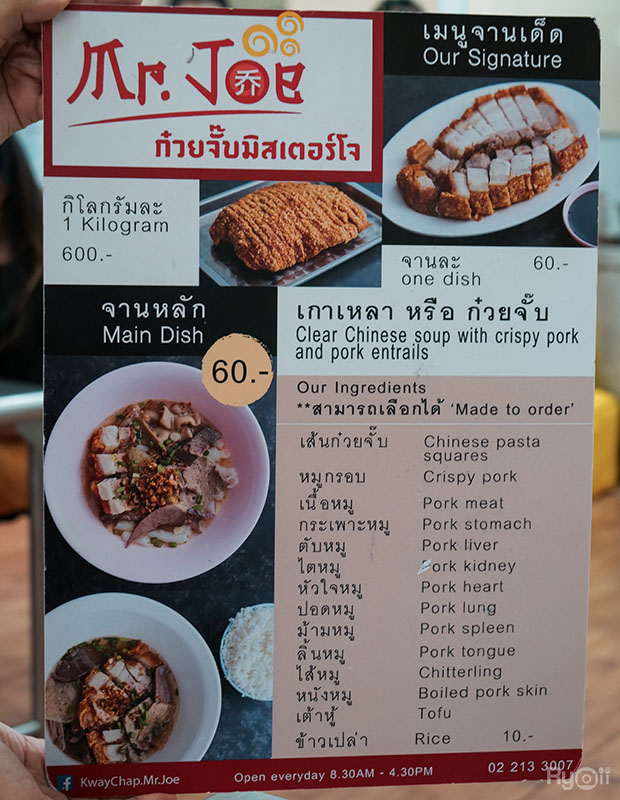 Mr. Joe
乔
ก๋วยจั๊บมิสเตอร์โจ
เมนูจานเด็ด
Our Signature
กิโลกรัมละ
1 Kilogram
600.-
จานละ 60.-
one dish
จานหลัก
Main Dish
60.-
เกาเหลา หรือ ก๋วยจั๊บ
Clear Chinese soup with crispy pork
and pork entrails
Our Ingredients
**สามารถเลือกได้ 'Made to order'
เส้นก๋วยจั๊บ Chinese pasta
squares
หมูกรอบ Crispy pork
เนื้อหมู Pork meat
กระเพาะหมู Pork stomach
ตับหมู Pork liver
ไตหมู Pork kidney
หัวใจหมู Pork heart
ปอดหมู Pork lung
ม้ามหมู Pork spleen
ลิ้นหมู Pork tongue
ไส้หมู Chitterling
หนังหมู Boiled pork skin
เต้าหู้ Tofu
ข้าวเปล่า Rice 10.-
f KwayChap.Mr.Joe
Open everyday 8.30AM - 4.30PM
02 213 3007
RyOii